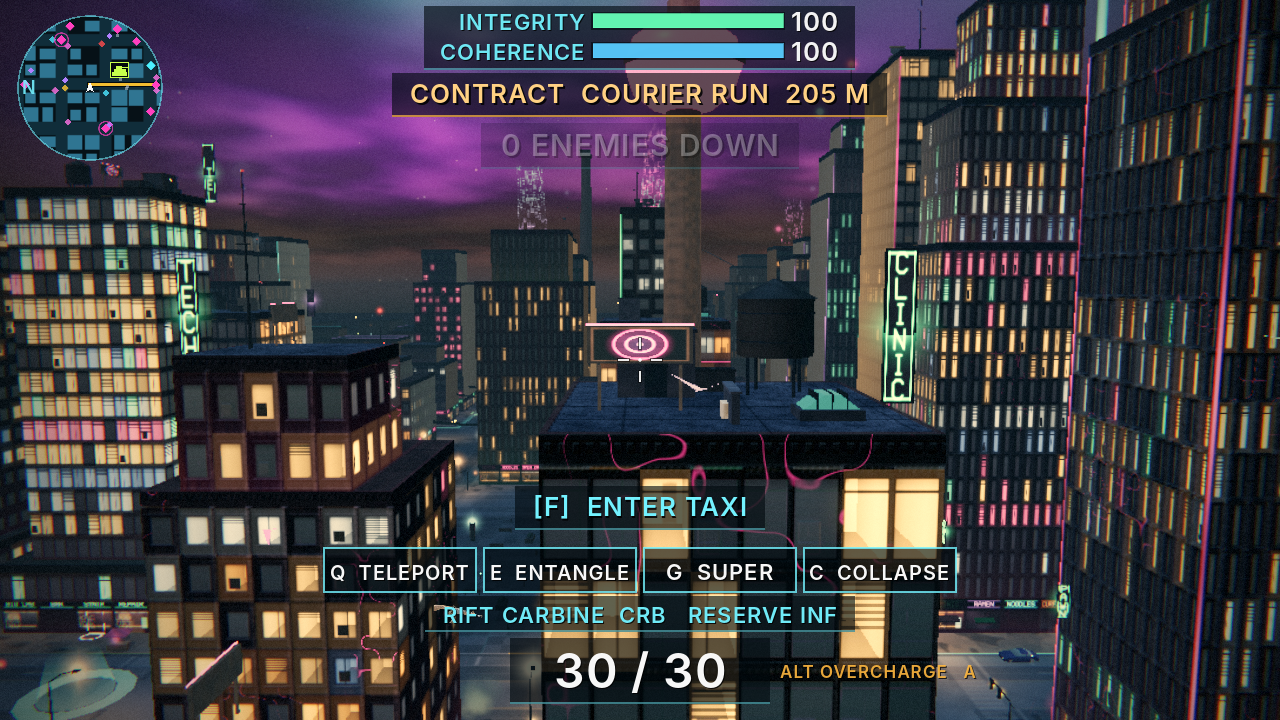 INTEGRITY 100
COHERENCE 100
CONTRACT COURIER RUN 205 M
0 ENEMIES DOWN
N
TECH
CLINIC
[F] ENTER TAXI
Q TELEPORT
E ENTANGLE
G SUPER
C COLLAPSE
RAMEN NOODLES
RIFT CARBINE CRB RESERVE INF
30 / 30
ALT OVERCHARGE A